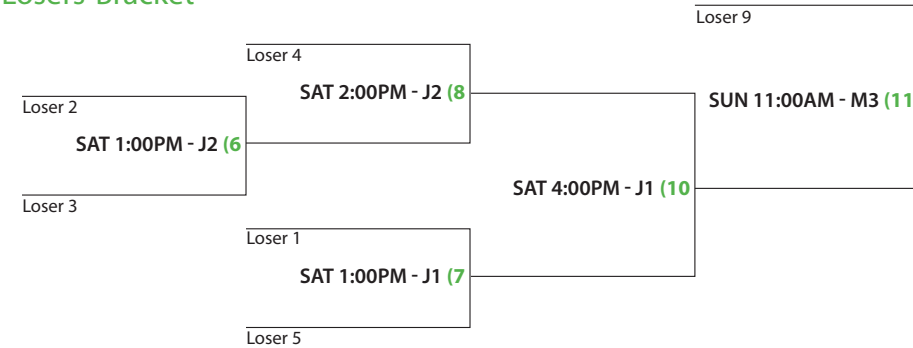 Losers Bracket
Loser 9
Loser 4
SAT 2:00PM - J2 (8
Loser 2
SUN 11:00AM - M3 (11
SAT 1:00PM - J2 (6
SAT 4:00PM - J1 (10
Loser 3
Loser 1
SAT 1:00PM - J1 (7
Loser 5